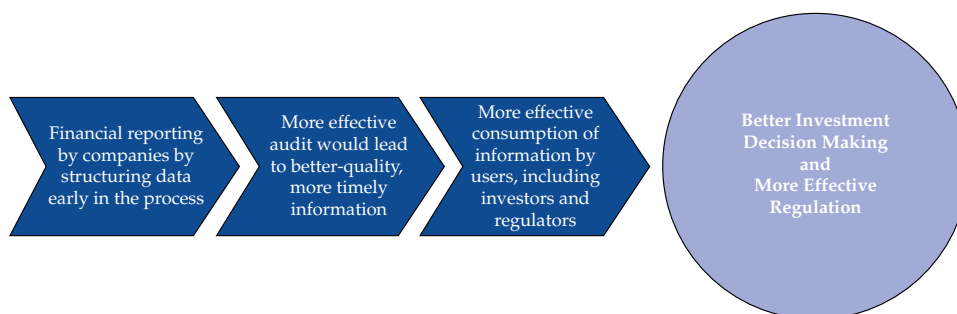 Financial reporting
by companies by
structuring data
early in the process
More effective
audit would lead
to better-quality,
more timely
information
More effective
consumption of
information by
users, including
investors and
regulators
Better Investment
Decision Making
and
More Effective
Regulation